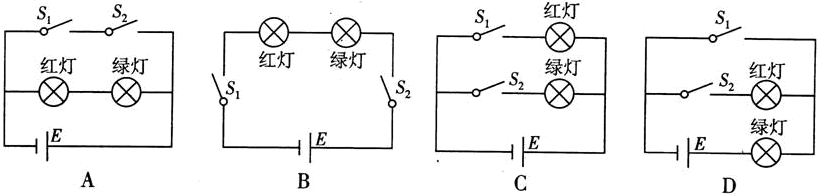 S₁ S₂
红灯 绿灯
E
A
红灯 绿灯
S₁ S₂
E
B
S₁ 红灯
S₂ 绿灯
E
C
S₁
S₂ 红灯
E 绿灯
D